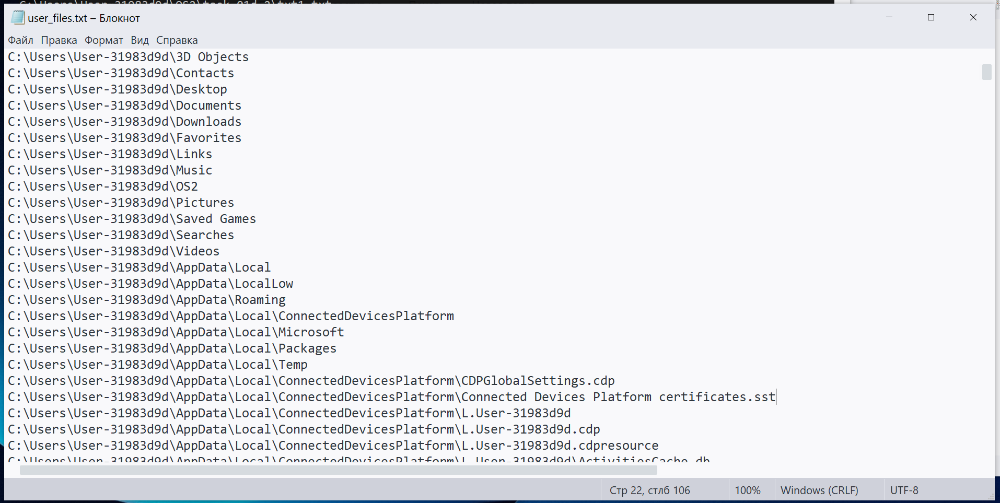 C:\Users\User-31983d9d\OS2\task_01d_2\txt1.txt
user_files.txt – Блокнот
Файл Правка Формат Вид Справка
C:\Users\User-31983d9d\3D Objects
C:\Users\User-31983d9d\Contacts
C:\Users\User-31983d9d\Desktop
C:\Users\User-31983d9d\Documents
C:\Users\User-31983d9d\Downloads
C:\Users\User-31983d9d\Favorites
C:\Users\User-31983d9d\Links
C:\Users\User-31983d9d\Music
C:\Users\User-31983d9d\OS2
C:\Users\User-31983d9d\Pictures
C:\Users\User-31983d9d\Saved Games
C:\Users\User-31983d9d\Searches
C:\Users\User-31983d9d\Videos
C:\Users\User-31983d9d\AppData\Local
C:\Users\User-31983d9d\AppData\LocalLow
C:\Users\User-31983d9d\AppData\Roaming
C:\Users\User-31983d9d\AppData\Local\ConnectedDevicesPlatform
C:\Users\User-31983d9d\AppData\Local\Microsoft
C:\Users\User-31983d9d\AppData\Local\Packages
C:\Users\User-31983d9d\AppData\Local\Temp
C:\Users\User-31983d9d\AppData\Local\ConnectedDevicesPlatform\CDPGlobalSettings.cdp
C:\Users\User-31983d9d\AppData\Local\ConnectedDevicesPlatform\Connected Devices Platform certificates.sst
C:\Users\User-31983d9d\AppData\Local\ConnectedDevicesPlatform\L.User-31983d9d
C:\Users\User-31983d9d\AppData\Local\ConnectedDevicesPlatform\L.User-31983d9d.cdp
C:\Users\User-31983d9d\AppData\Local\ConnectedDevicesPlatform\L.User-31983d9d.cdpresource
C:\Users\User-31983d9d\AppData\Local\ConnectedDevicesPlatform\L.User-31983d9d\ActivitiesCache.db
Стр 22, стлб 106 100% Windows (CRLF) UTF-8